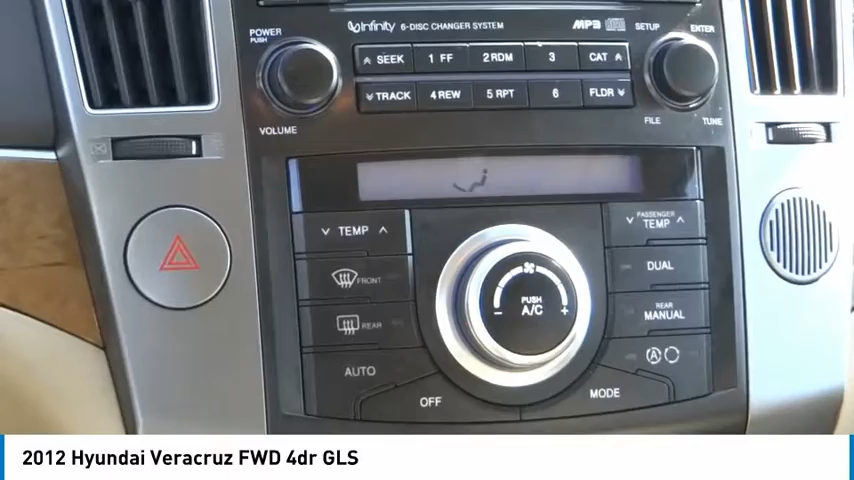 POWER
PUSH
Infinity 6-DISC CHANGER SYSTEM
MP3
SETUP
ENTER
SEEK
1 FF
2RDM
3
CAT
TRACK
4 REW
5 RPT
6
FLDR
VOLUME
FILE
TUNE
TEMP
PASSENGER
TEMP
FRONT
DUAL
REAR
REAR
MANUAL
PUSH
A/C
- +
AUTO
A
OFF
MODE
2012 Hyundai Veracruz FWD 4dr GLS